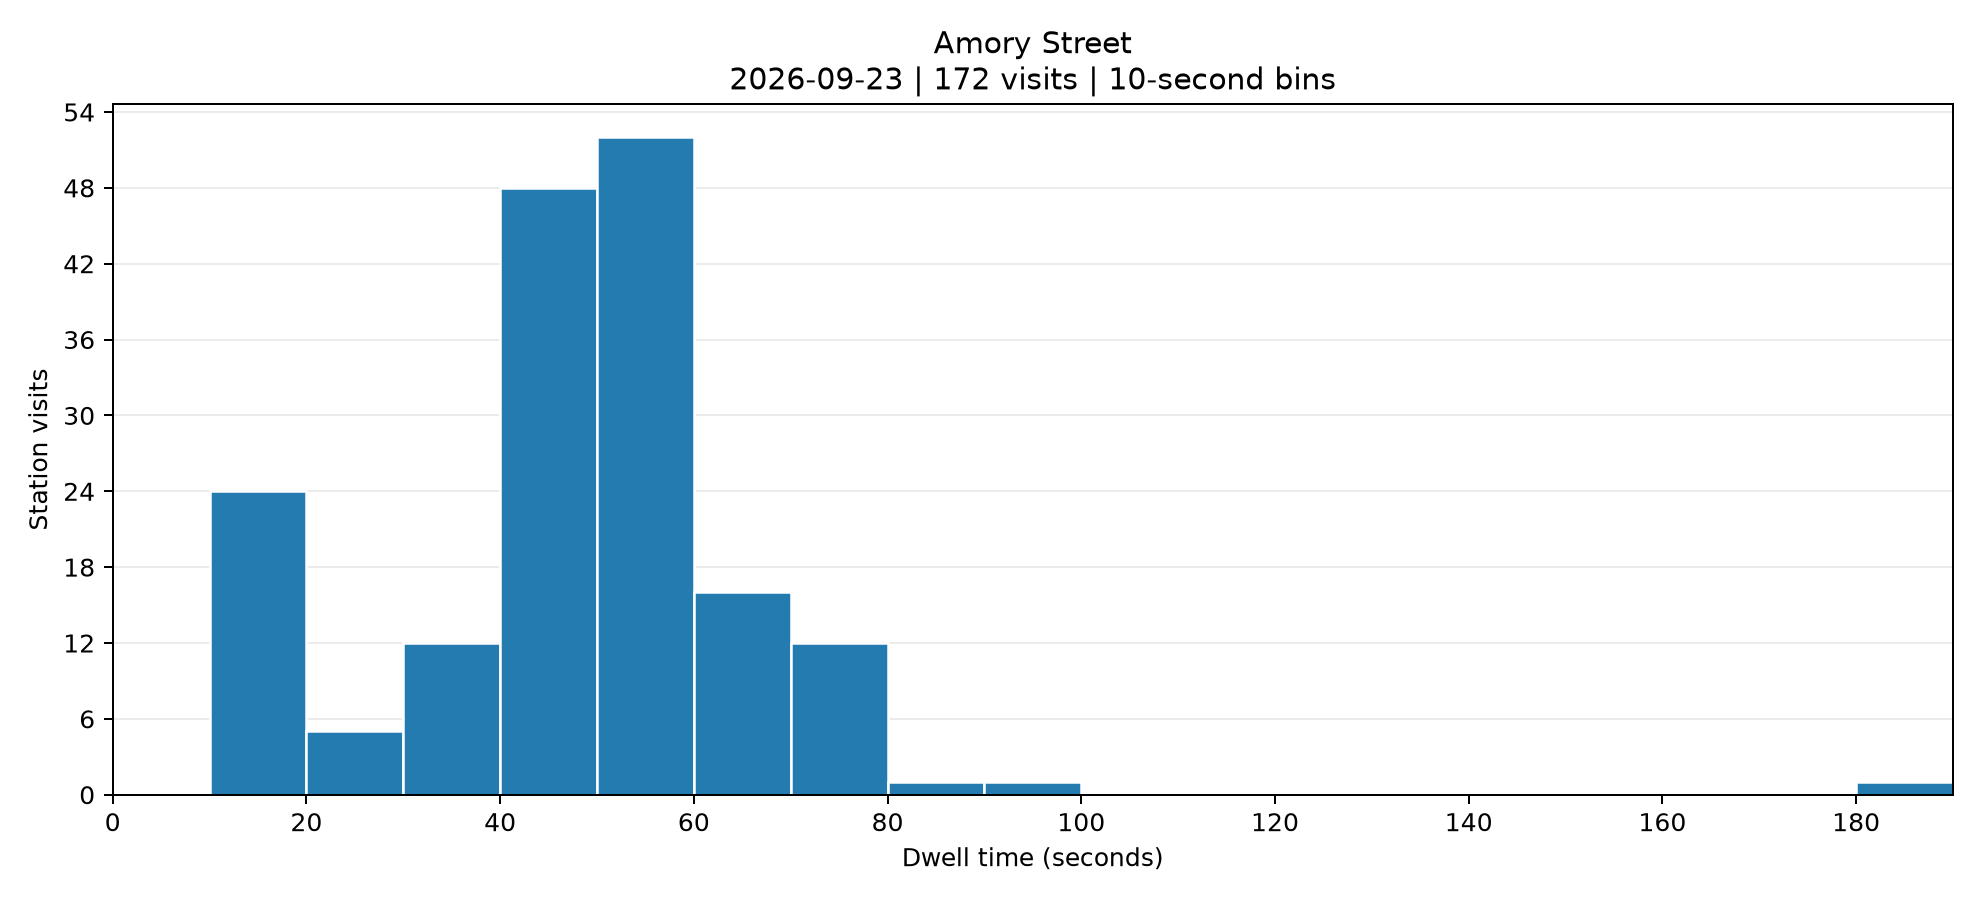 Amory Street
2026-09-23 | 172 visits | 10-second bins
54
48
42
36
30
24
18
12
6
0
Station visits
0 20 40 60 80 100 120 140 160 180
Dwell time (seconds)